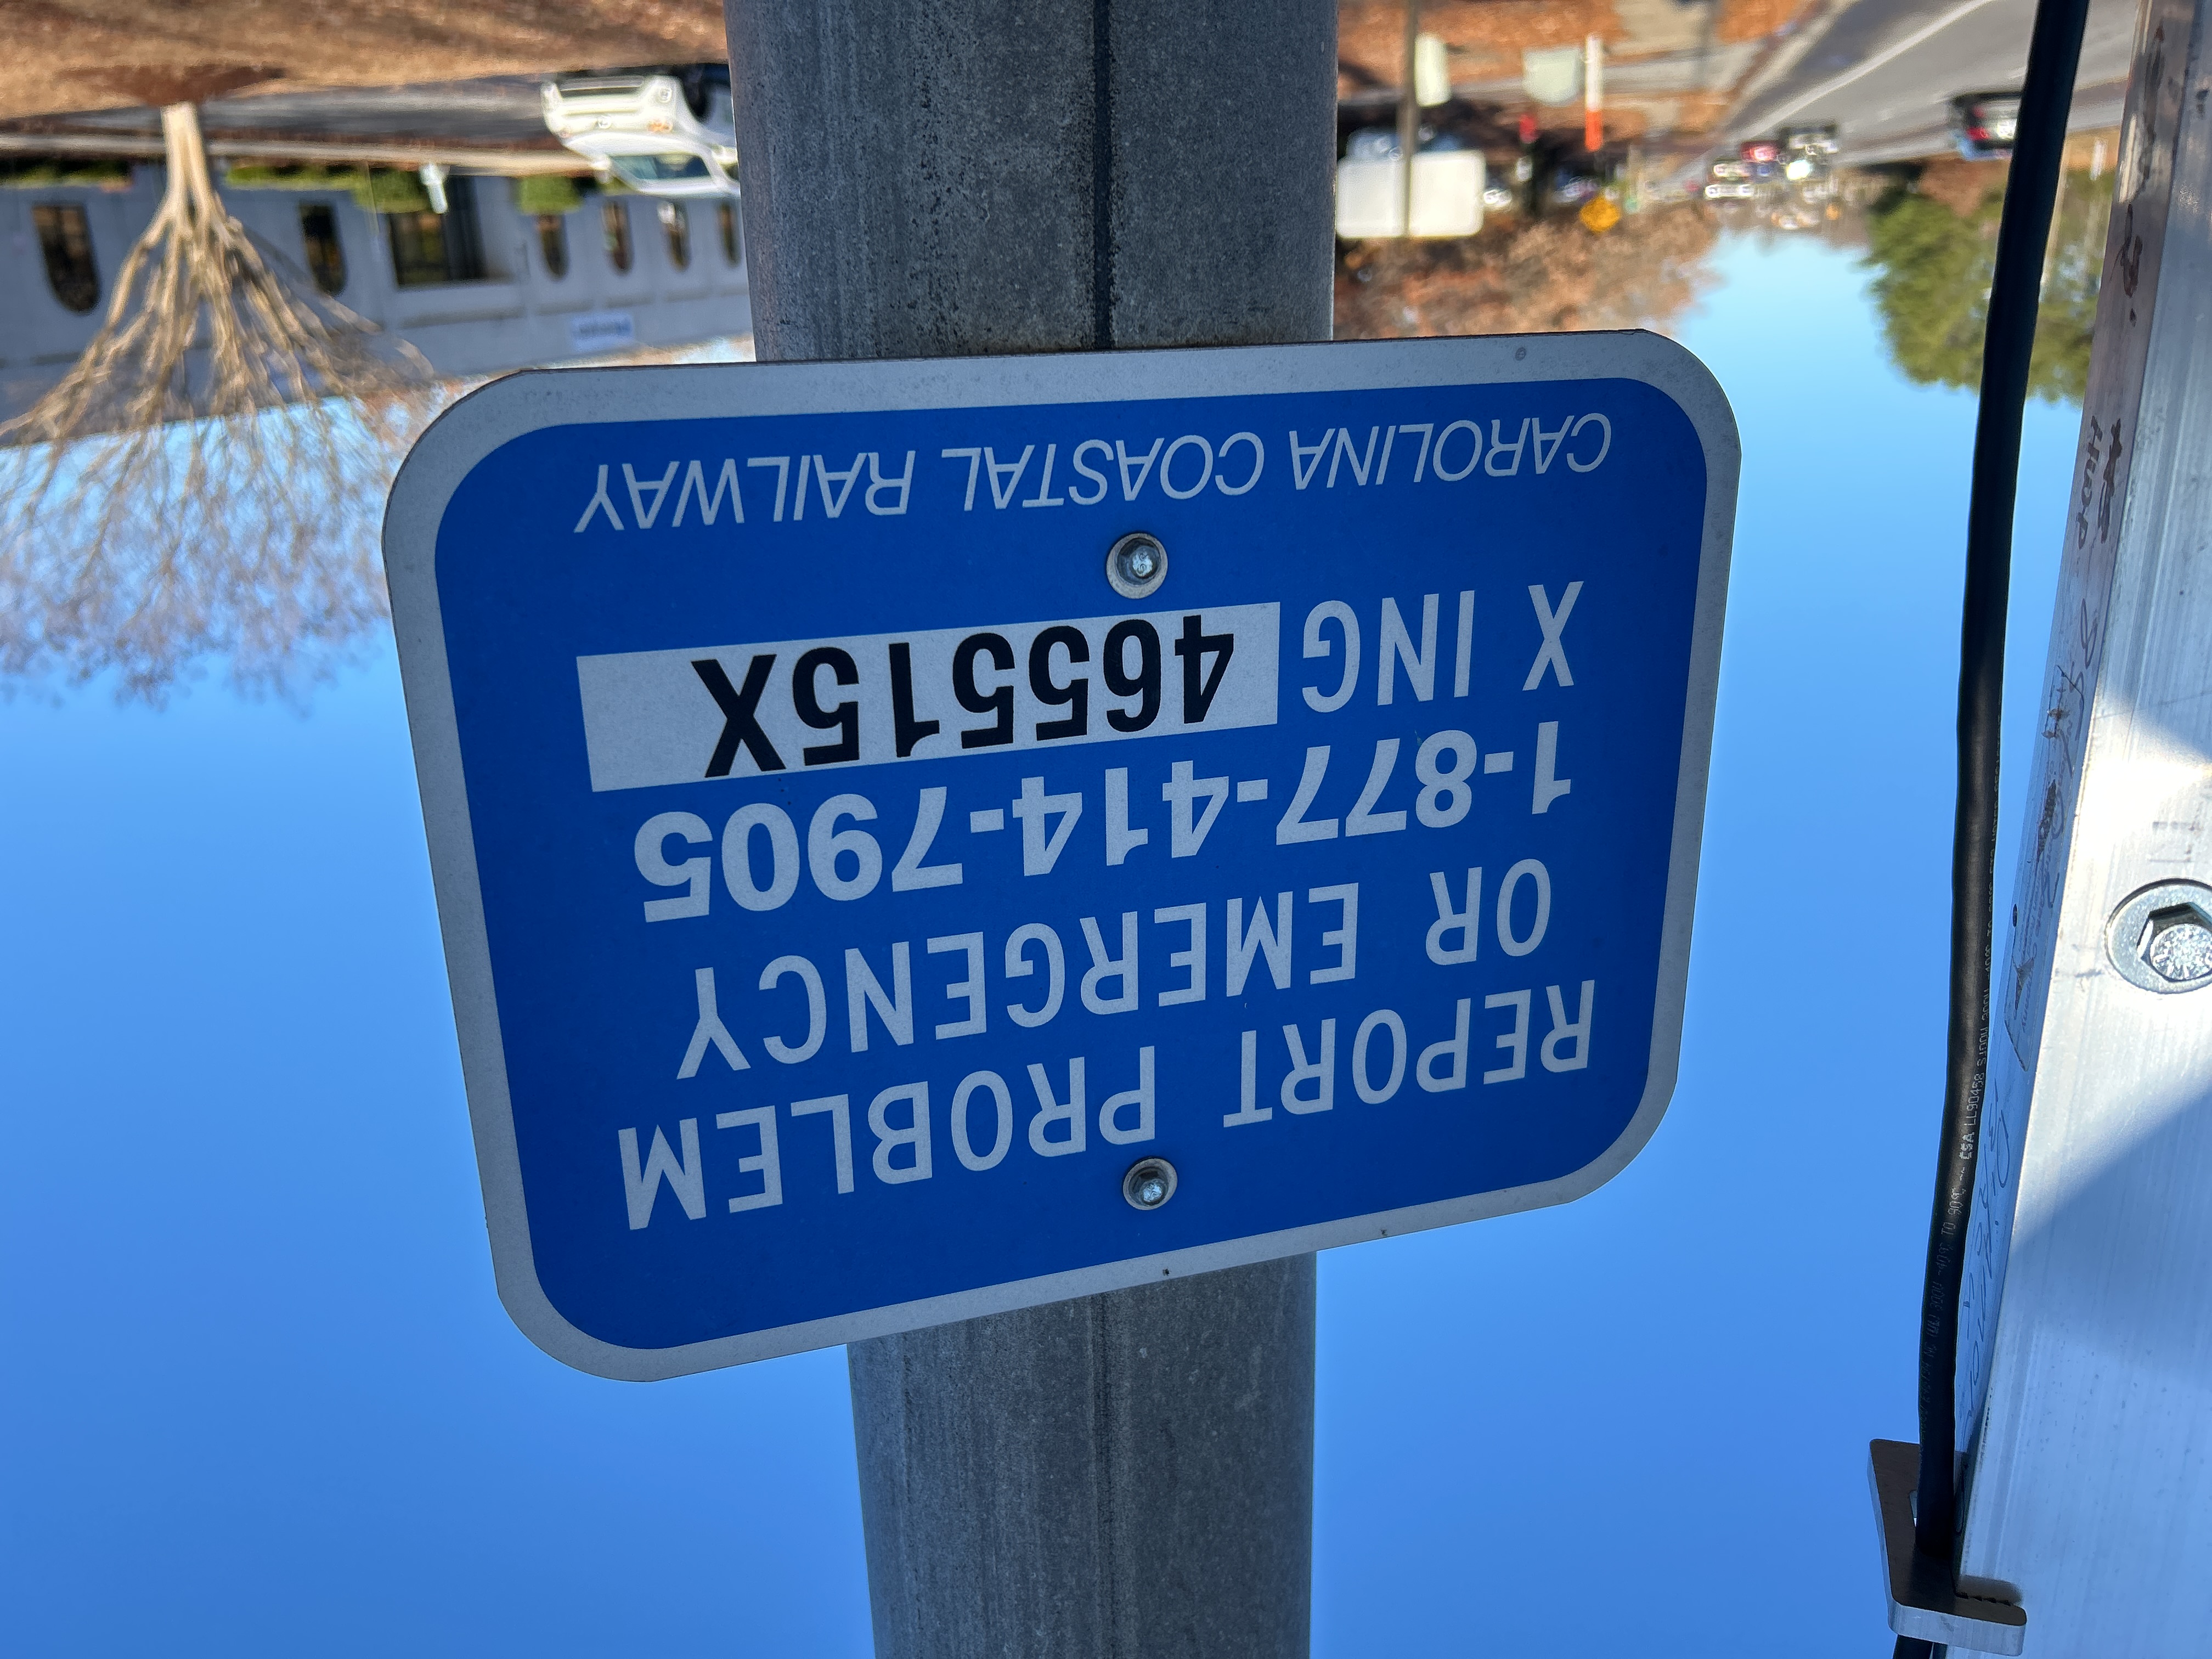 REPORT PROBLEM
OR EMERGENCY
1-877-414-7905
X ING 465515X
CAROLINA COASTAL RAILWAY